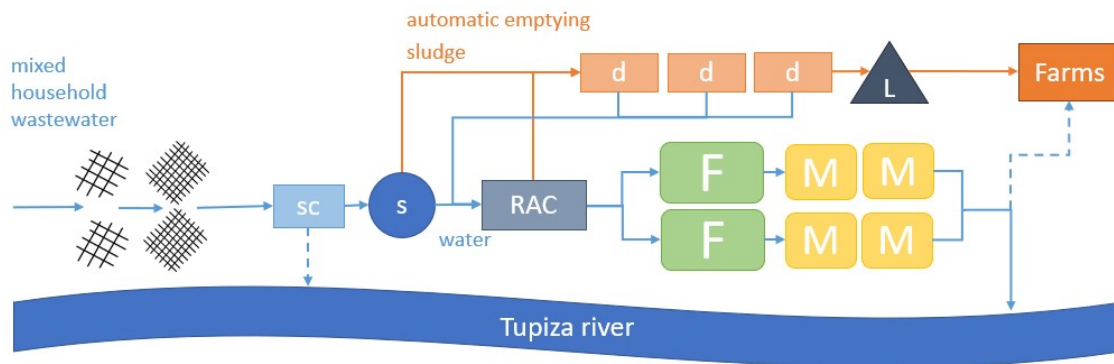 automatic emptying
sludge
mixed
household
wastewater
d d d
L
Farms
sc
s
RAC
water
F M M
F M M
Tupiza river